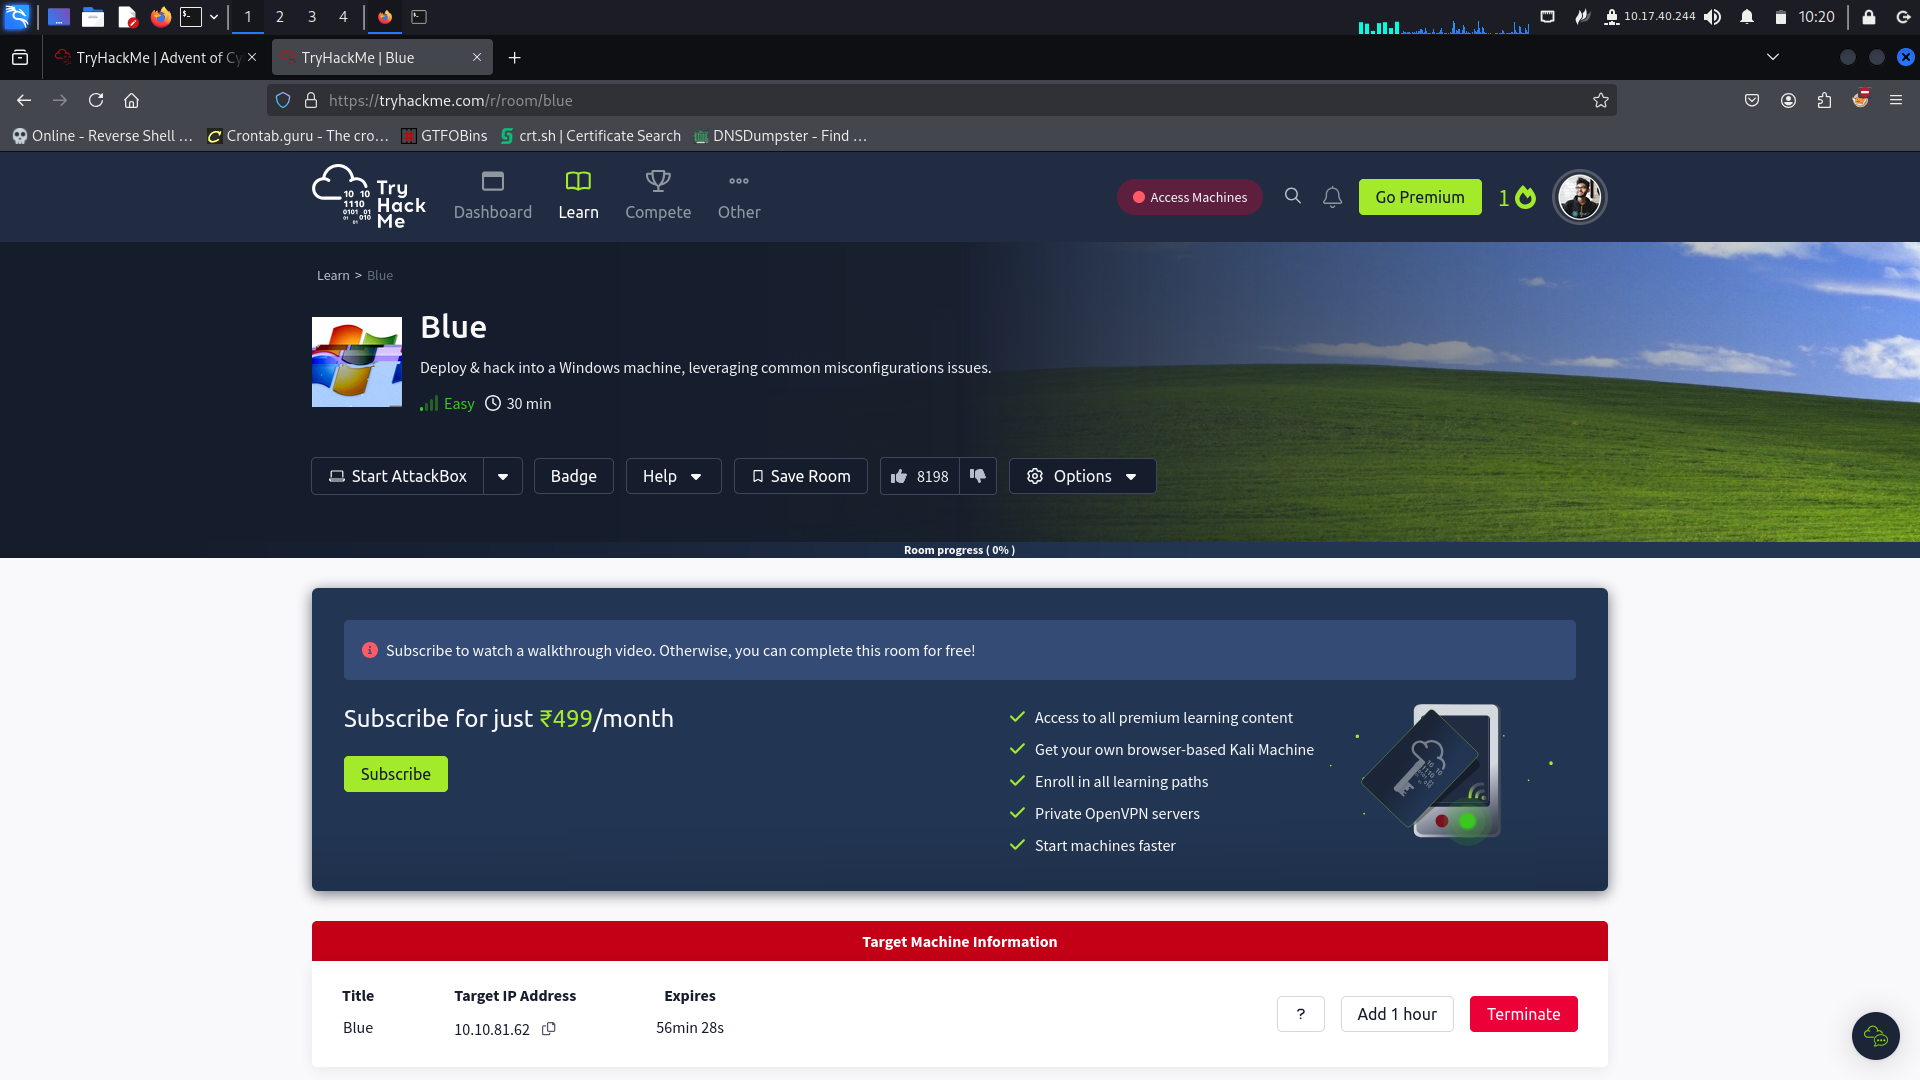 1 2 3 4 10.17.40.244 10:20
TryHackMe | Advent of Cy
TryHackMe | Blue
https://tryhackme.com/r/room/blue
Online - Reverse Shell … Crontab.guru - The cro… GTFOBins crt.sh | Certificate Search DNSDumpster - Find …
Try
Hack
Me
Dashboard Learn Compete Other
Access Machines
Go Premium 1
Learn > Blue
Blue
Deploy & hack into a Windows machine, leveraging common misconfigurations issues.
Easy 30 min
Start AttackBox Badge Help Save Room 8198 Options
Room progress ( 0% )
Subscribe to watch a walkthrough video. Otherwise, you can complete this room for free!
Subscribe for just ₹499/month
Subscribe
Access to all premium learning content
Get your own browser-based Kali Machine
Enroll in all learning paths
Private OpenVPN servers
Start machines faster
Target Machine Information
Title Target IP Address Expires
Blue 10.10.81.62 56min 28s
? Add 1 hour Terminate